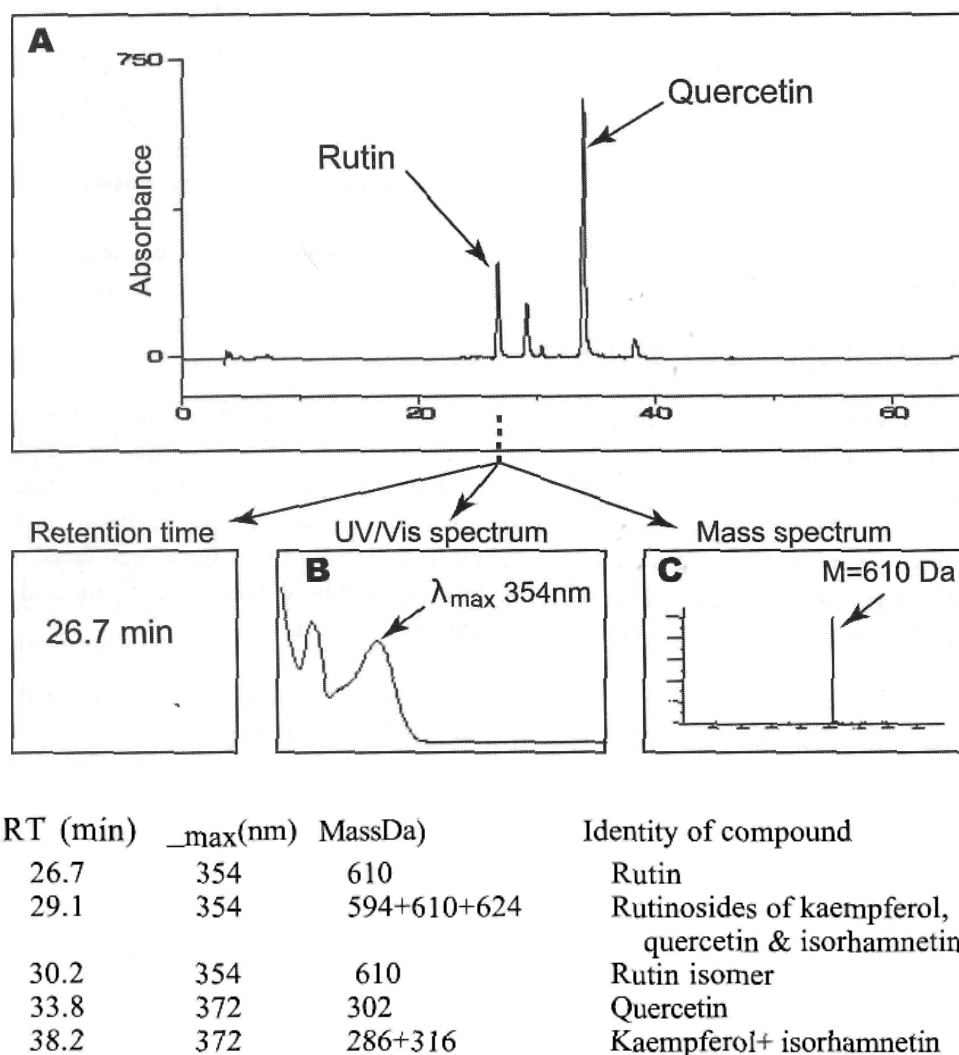 A
750
Quercetin
Rutin
Absorbance
0
0 20 40 60
Retention time UV/Vis spectrum Mass spectrum
B
C
M=610 Da
λmax 354nm
26.7 min
RT (min) _max(nm) MassDa) Identity of compound
26.7 354 610 Rutin
29.1 354 594+610+624 Rutinosides of kaempferol,
quercetin & isorhamnetin
30.2 354 610 Rutin isomer
33.8 372 302 Quercetin
38.2 372 286+316 Kaempferol+ isorhamnetin